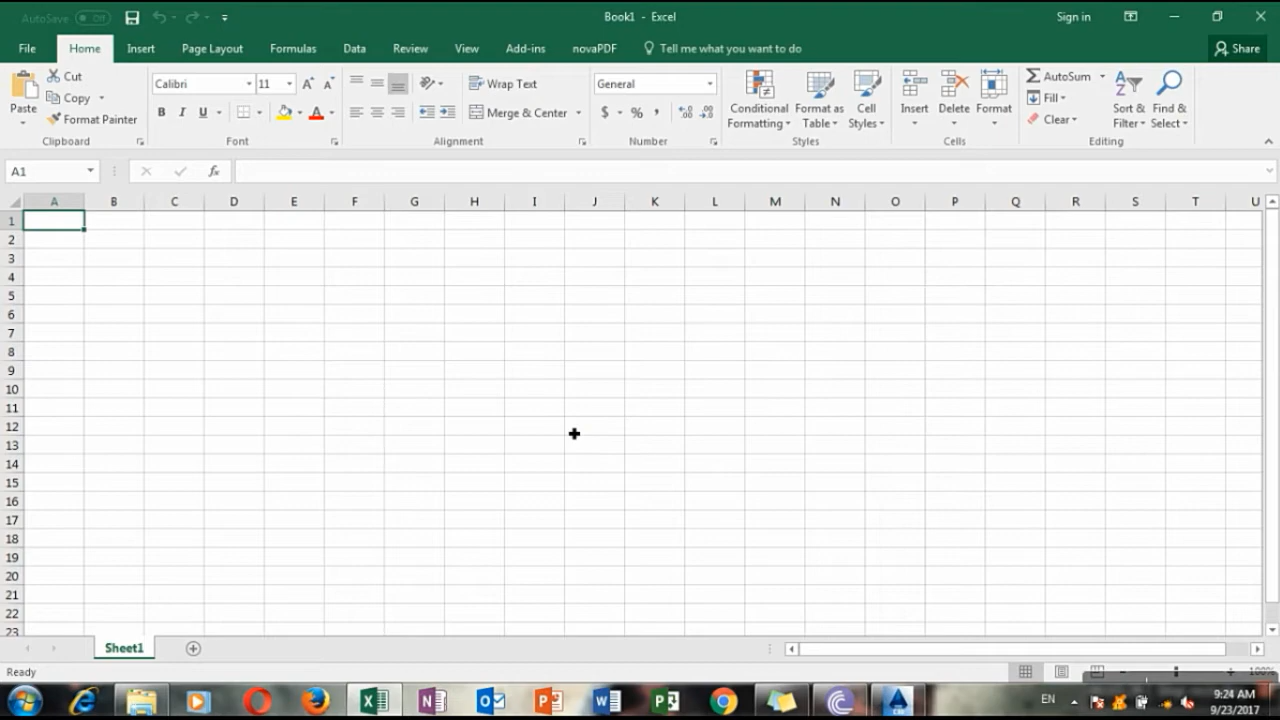 AutoSave Off
Book1 - Excel
Sign in
File Home Insert Page Layout Formulas Data Review View Add-ins novaPDF Tell me what you want to do Share
Paste Cut Copy Format Painter
Calibri 11
B I U
Wrap Text
Merge & Center
General
$ % ,
Conditional Formatting
Format as Table
Cell Styles
Insert Delete Format
AutoSum
Fill
Clear
Sort & Filter
Find & Select
Clipboard Font Alignment Number Styles Cells Editing
A1 fx
A B C D E F G H I J K L M N O P Q R S T U
1
2
3
4
5
6
7
8
9
10
11
12
13
14
15
16
17
18
19
20
21
22
23
Sheet1
Ready
100%
EN
9:24 AM
9/23/2017